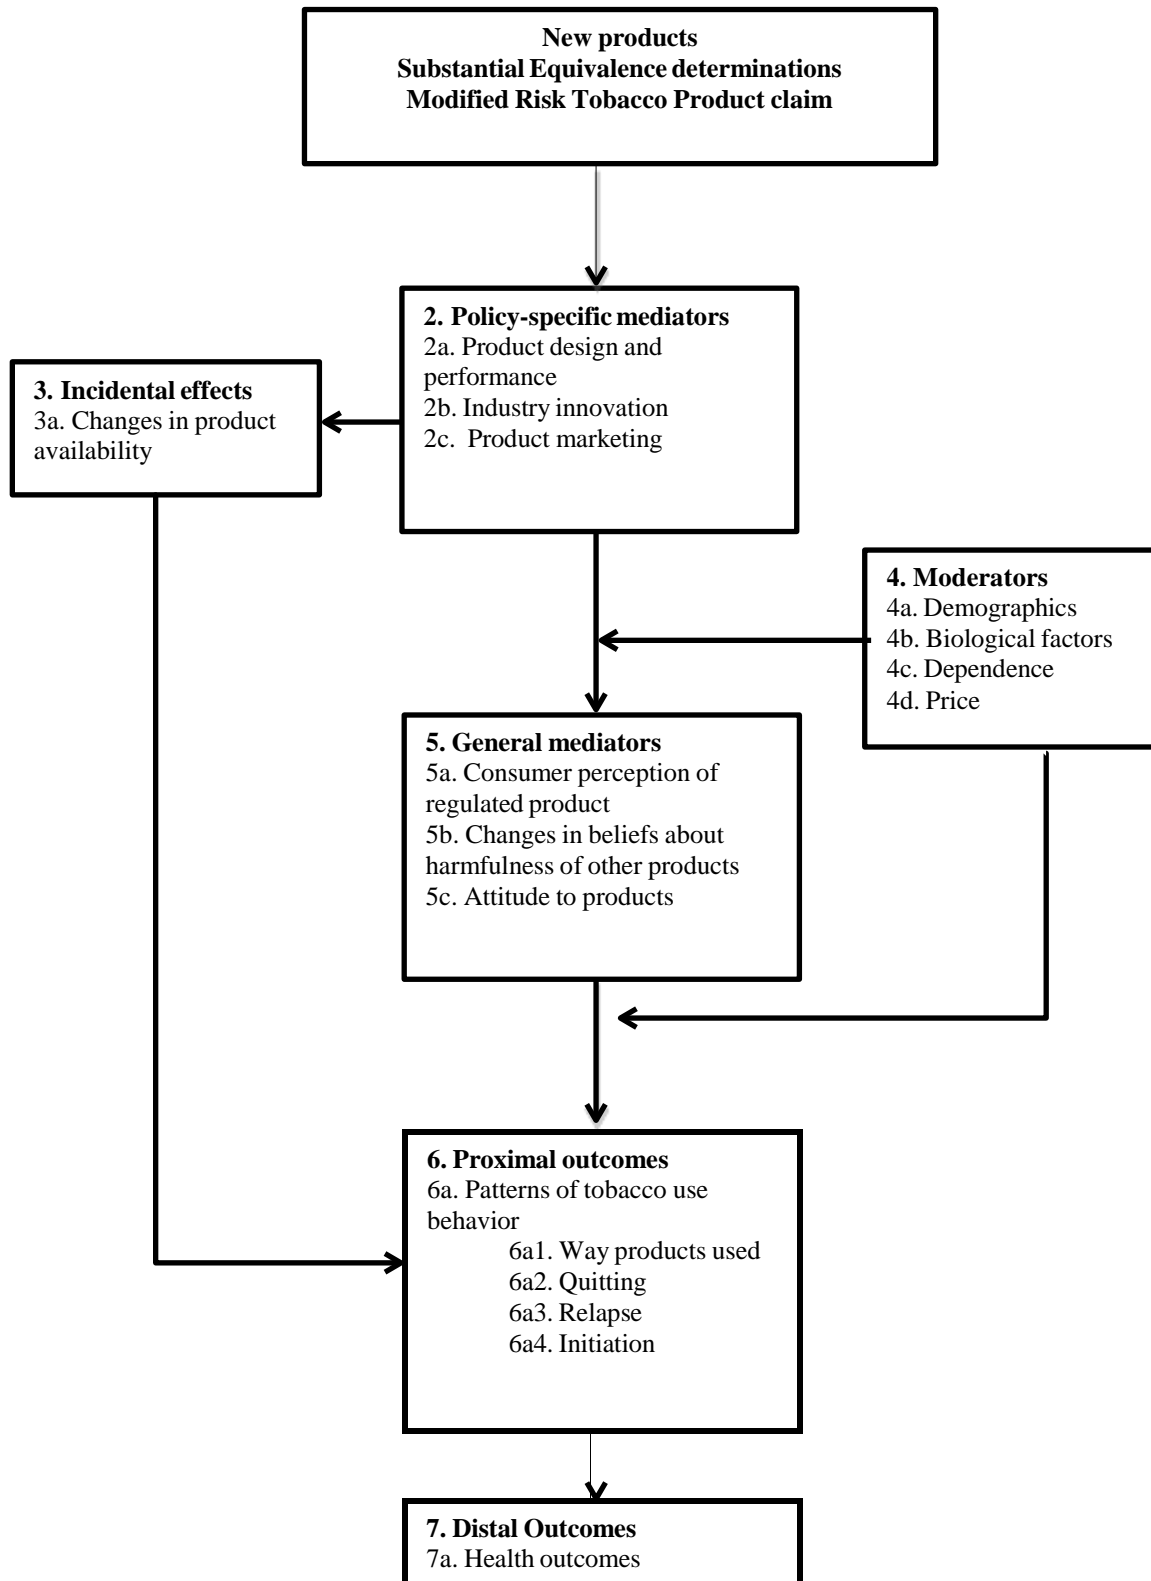 New products
Substantial Equivalence determinations
Modified Risk Tobacco Product claim
2. Policy-specific mediators
2a. Product design and
performance
2b. Industry innovation
2c.  Product marketing
3. Incidental effects
3a. Changes in product
availability
4. Moderators
4a. Demographics
4b. Biological factors
4c. Dependence
4d. Price
5. General mediators
5a. Consumer perception of
regulated product
5b. Changes in beliefs about
harmfulness of other products
5c. Attitude to products
6. Proximal outcomes
6a. Patterns of tobacco use
behavior
6a1. Way products used
6a2. Quitting
6a3. Relapse
6a4. Initiation
7. Distal Outcomes
7a. Health outcomes